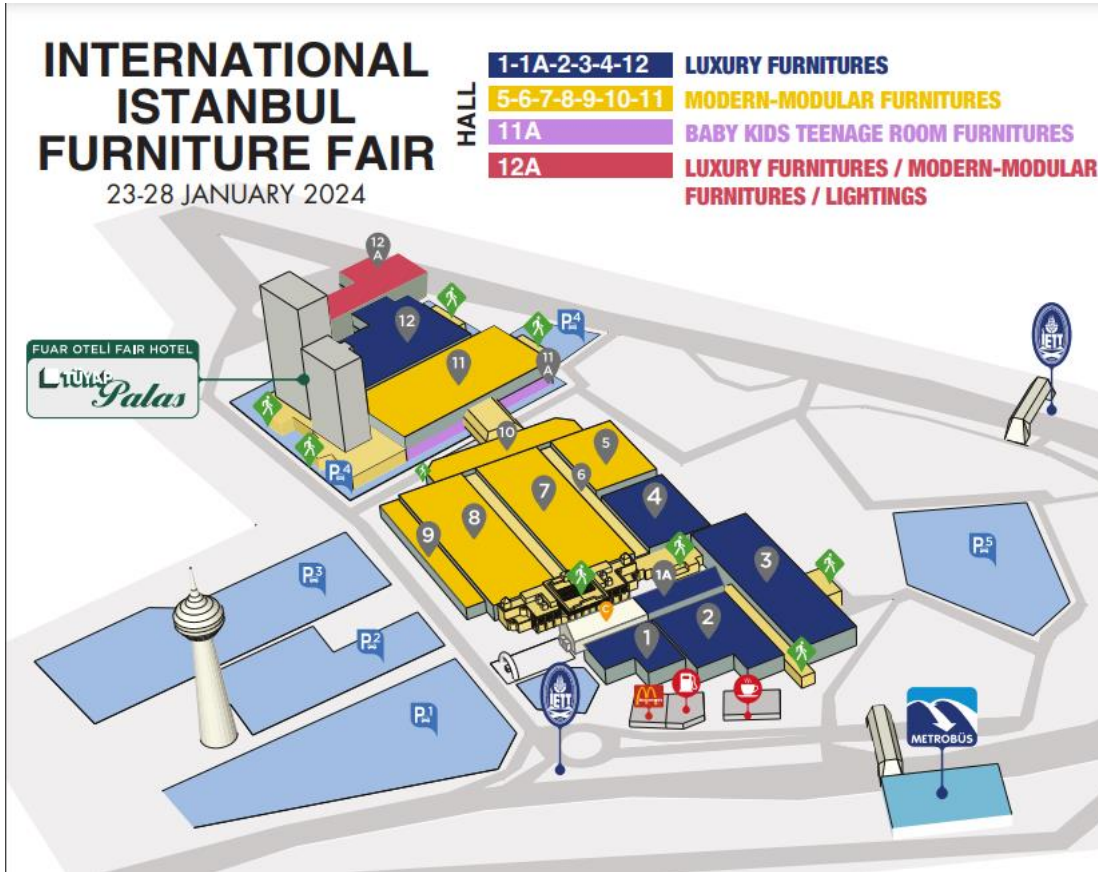 INTERNATIONAL
ISTANBUL
FURNITURE FAIR
23-28 JANUARY 2024
HALL
1-1A-2-3-4-12 LUXURY FURNITURES
5-6-7-8-9-10-11 MODERN-MODULAR FURNITURES
11A BABY KIDS TEENAGE ROOM FURNITURES
12A LUXURY FURNITURES / MODERN-MODULAR
FURNITURES / LIGHTINGS
12
A
12
P4
İETT
FUAR OTELİ FAIR HOTEL
TÜYAP
Palas
11
11
A
10
5
6
P4
7
4
8
9
3
P5
P3
1A
C
2
1
P2
İETT
P1
METROBÜS